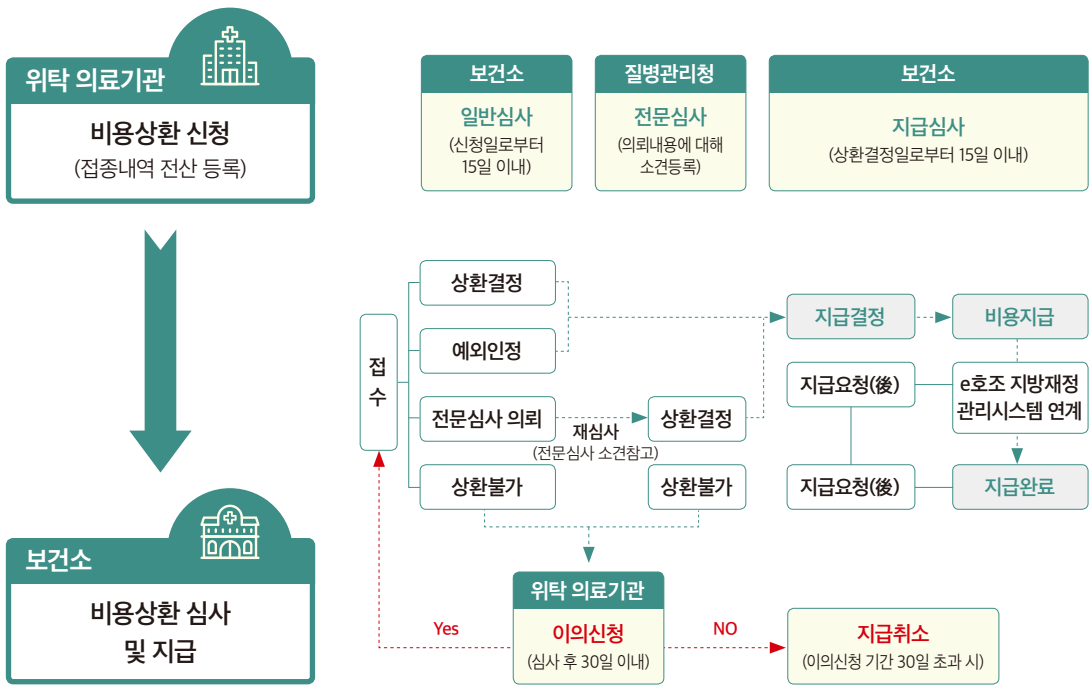 위탁 의료기관
비용상환 신청
(접종내역 전산 등록)
보건소
비용상환 심사
및 지급
보건소
일반심사
(신청일로부터
15일 이내)
질병관리청
전문심사
(의뢰내용에 대해
소견등록)
보건소
지급심사
(상환결정일로부터 15일 이내)
접
수
상환결정
예외인정
전문심사 의뢰
상환불가
재심사
(전문심사 소견참고)
상환결정
상환불가
지급결정
비용지급
지급요청(後)
e호조 지방재정
관리시스템 연계
지급요청(後)
지급완료
위탁 의료기관
이의신청
(심사 후 30일 이내)
Yes
NO
지급취소
(이의신청 기간 30일 초과 시)